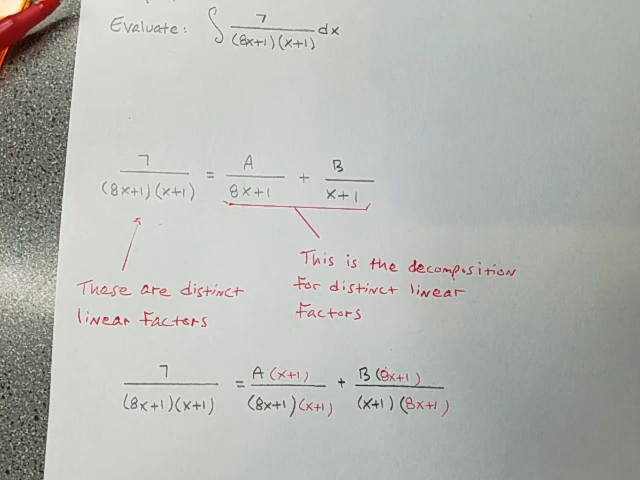 Evaluate: ∫ 7/((8x+1)(x+1)) dx
7/((8x+1)(x+1)) = A/(8x+1) + B/(x+1)
These are distinct
linear factors
This is the decomposition
for distinct linear
factors
7/((8x+1)(x+1)) = A(x+1)/((8x+1)(x+1)) + B(8x+1)/((x+1)(8x+1))